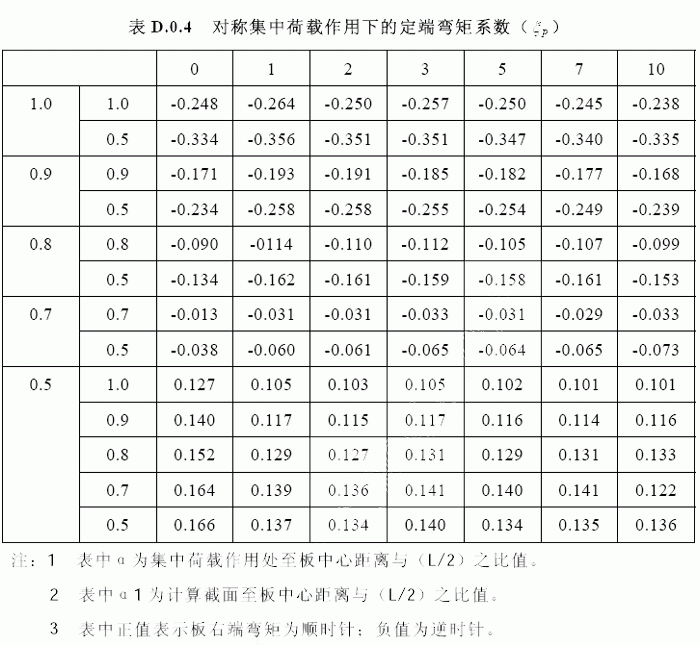 表 D.0.4 对称集中荷载作用下的定端弯矩系数（ξp）
0 1 2 3 5 7 10
1.0 1.0 -0.248 -0.264 -0.250 -0.257 -0.250 -0.245 -0.238
0.5 -0.334 -0.356 -0.351 -0.351 -0.347 -0.340 -0.335
0.9 0.9 -0.171 -0.193 -0.191 -0.185 -0.182 -0.177 -0.168
0.5 -0.234 -0.258 -0.258 -0.255 -0.254 -0.249 -0.239
0.8 0.8 -0.090 -0114 -0.110 -0.112 -0.105 -0.107 -0.099
0.5 -0.134 -0.162 -0.161 -0.159 -0.158 -0.161 -0.153
0.7 0.7 -0.013 -0.031 -0.031 -0.033 -0.031 -0.029 -0.033
0.5 -0.038 -0.060 -0.061 -0.065 -0.064 -0.065 -0.073
0.5 1.0 0.127 0.105 0.103 0.105 0.102 0.101 0.101
0.9 0.140 0.117 0.115 0.117 0.116 0.114 0.116
0.8 0.152 0.129 0.127 0.131 0.129 0.131 0.133
0.7 0.164 0.139 0.136 0.141 0.140 0.141 0.122
0.5 0.166 0.137 0.134 0.140 0.134 0.135 0.136
注：1 表中α为集中荷载作用处至板中心距离与（L/2）之比值。
2 表中α1为计算截面至板中心距离与（L/2）之比值。
3 表中正值表示板右端弯矩为顺时针；负值为逆时针。